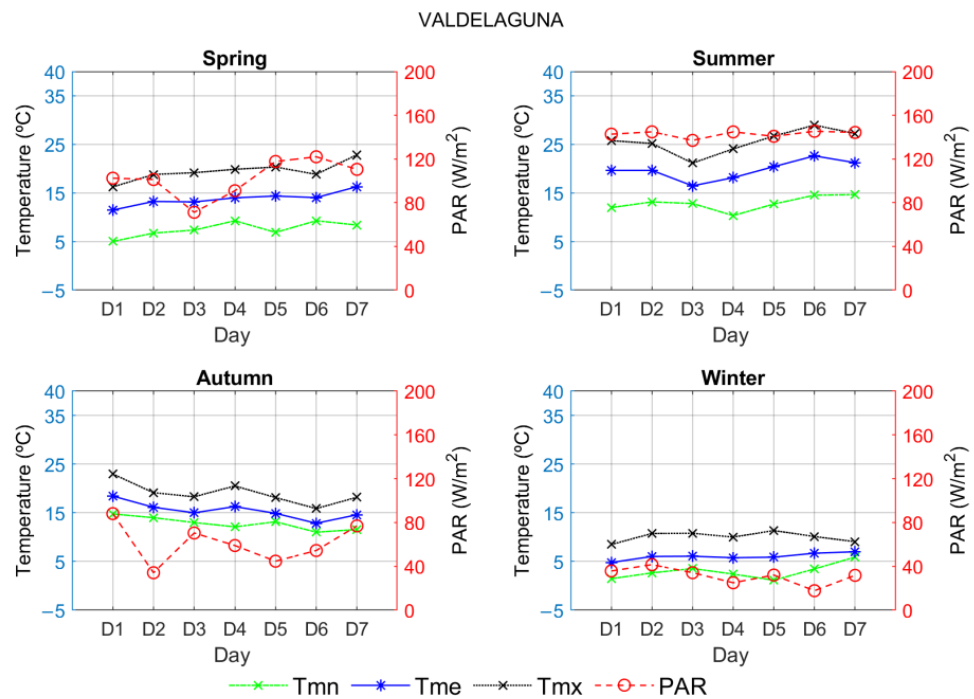 VALDELAGUNA
Spring
Temperature (ºC)
40
35
25
15
5
−5
PAR (W/m²)
200
160
120
80
40
0
D1 D2 D3 D4 D5 D6 D7
Day
Summer
Temperature (ºC)
40
35
25
15
5
−5
PAR (W/m²)
200
160
120
80
40
0
D1 D2 D3 D4 D5 D6 D7
Day
Autumn
Temperature (ºC)
40
35
25
15
5
−5
PAR (W/m²)
200
160
120
80
40
0
D1 D2 D3 D4 D5 D6 D7
Day
Winter
Temperature (ºC)
40
35
25
15
5
−5
PAR (W/m²)
200
160
120
80
40
0
D1 D2 D3 D4 D5 D6 D7
Day
Tmn Tme Tmx PAR